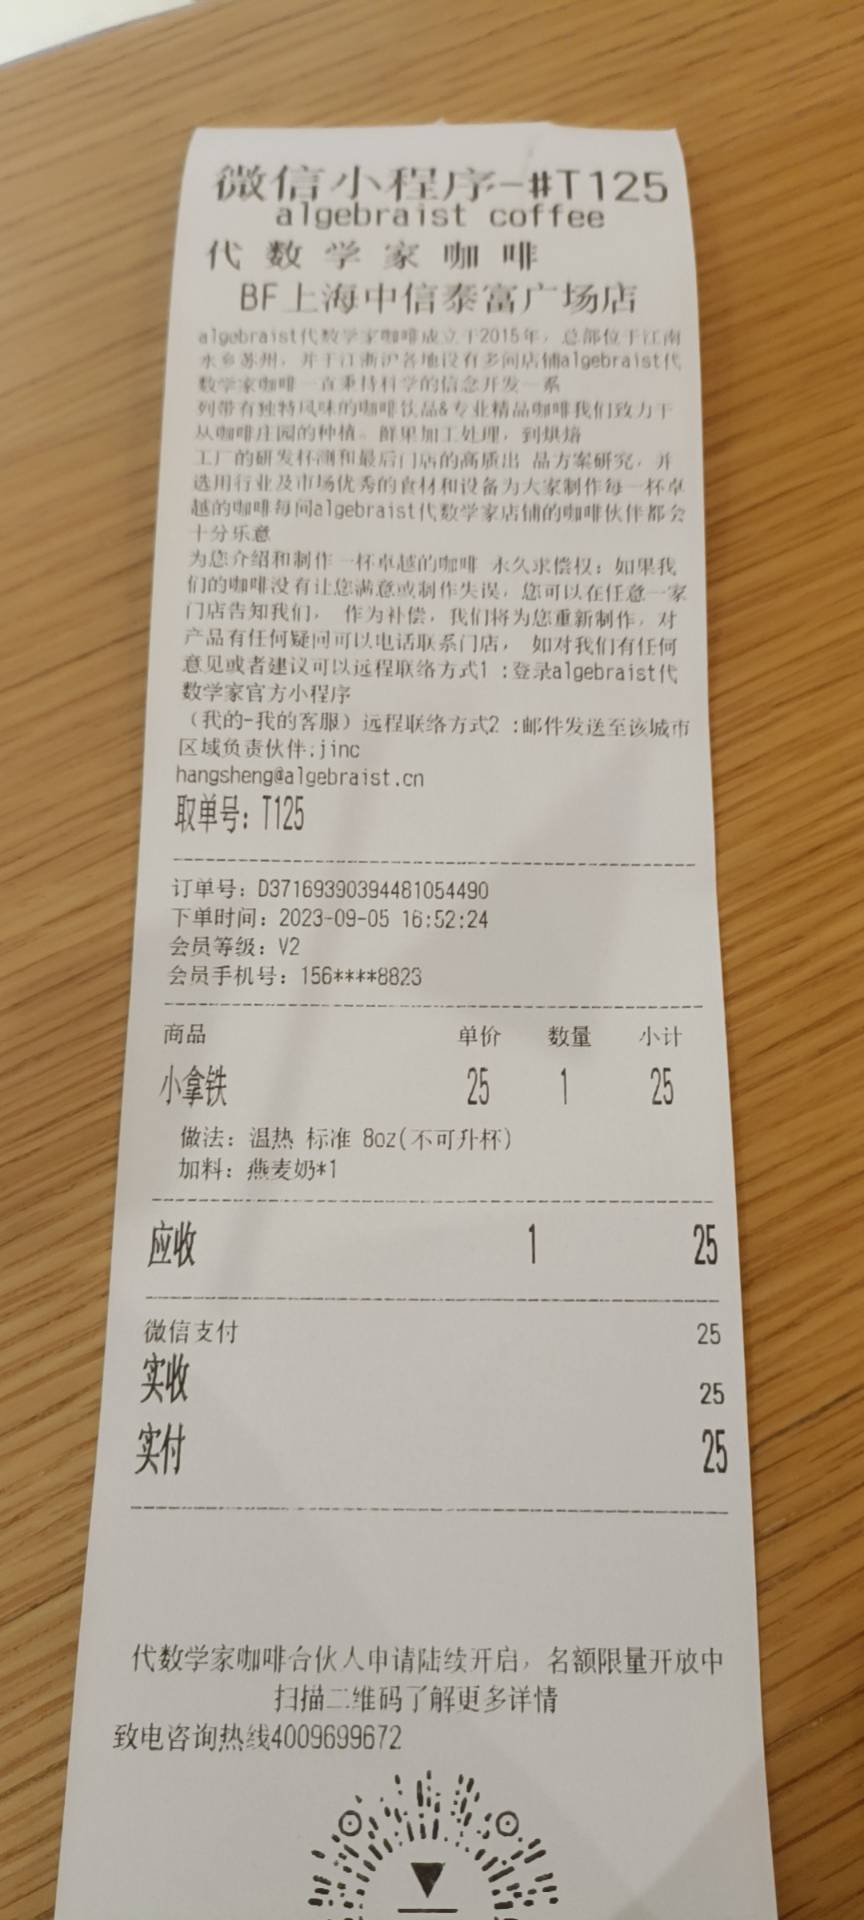 微信小程序-#T125
algebraist coffee
代数学家咖啡
BF上海中信泰富广场店
algebraist代数学家咖啡成立于2015年，总部位于江南
水乡苏州，并于江浙沪各地设有多间店铺algebraist代
数学家咖啡一直秉持科学的信念开发一系
列带有独特风味的咖啡饮品&专业精品咖啡我们致力于
从咖啡庄园的种植。鲜果加工处理，到烘焙
工厂的研发杯测和最后门店的高质出 品方案研究，并
选用行业及市场优秀的食材和设备为大家制作每一杯卓
越的咖啡每间algebraist代数学家店铺的咖啡伙伴都会
十分乐意
为您介绍和制作一杯卓越的咖啡 永久求偿权：如果我
们的咖啡没有让您满意或制作失误，您可以在任意一家
门店告知我们， 作为补偿，我们将为您重新制作，对
产品有任何疑问可以电话联系门店， 如对我们有任何
意见或者建议可以远程联络方式1 :登录algebraist代
数学家官方小程序
（我的-我的客服）远程联络方式2 :邮件发送至该城市
区域负责伙伴:jinc
hangsheng@algebraist.cn
取单号：T125
订单号：D37169390394481054490
下单时间：2023-09-05 16:52:24
会员等级：V2
会员手机号：156****8823
商品 单价 数量 小计
小拿铁 25 1 25
做法：温热 标准 8oz(不可升杯)
加料：燕麦奶*1
应收 1 25
微信支付 25
实收 25
实付 25
代数学家咖啡合伙人申请陆续开启，名额限量开放中
扫描二维码了解更多详情
致电咨询热线4009699672